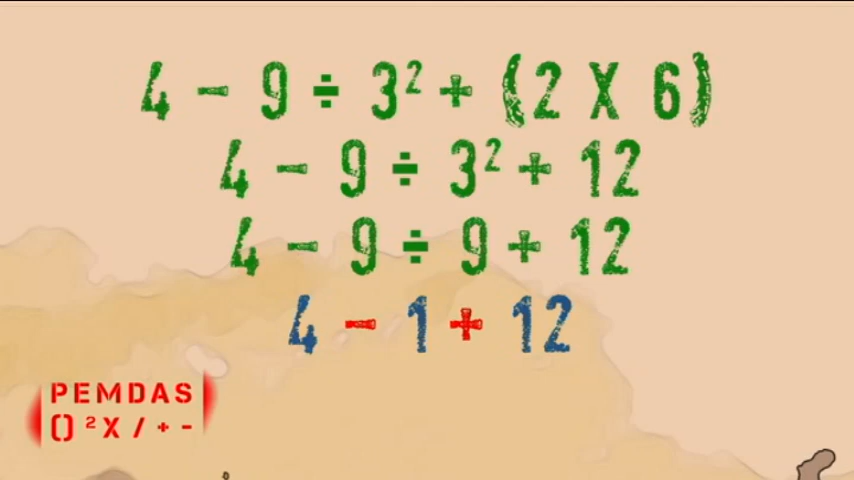 4 - 9 ÷ 3² + (2 X 6)
4 - 9 ÷ 3² + 12
4 - 9 ÷ 9 + 12
4 - 1 + 12
PEMDAS
() ² X / + -